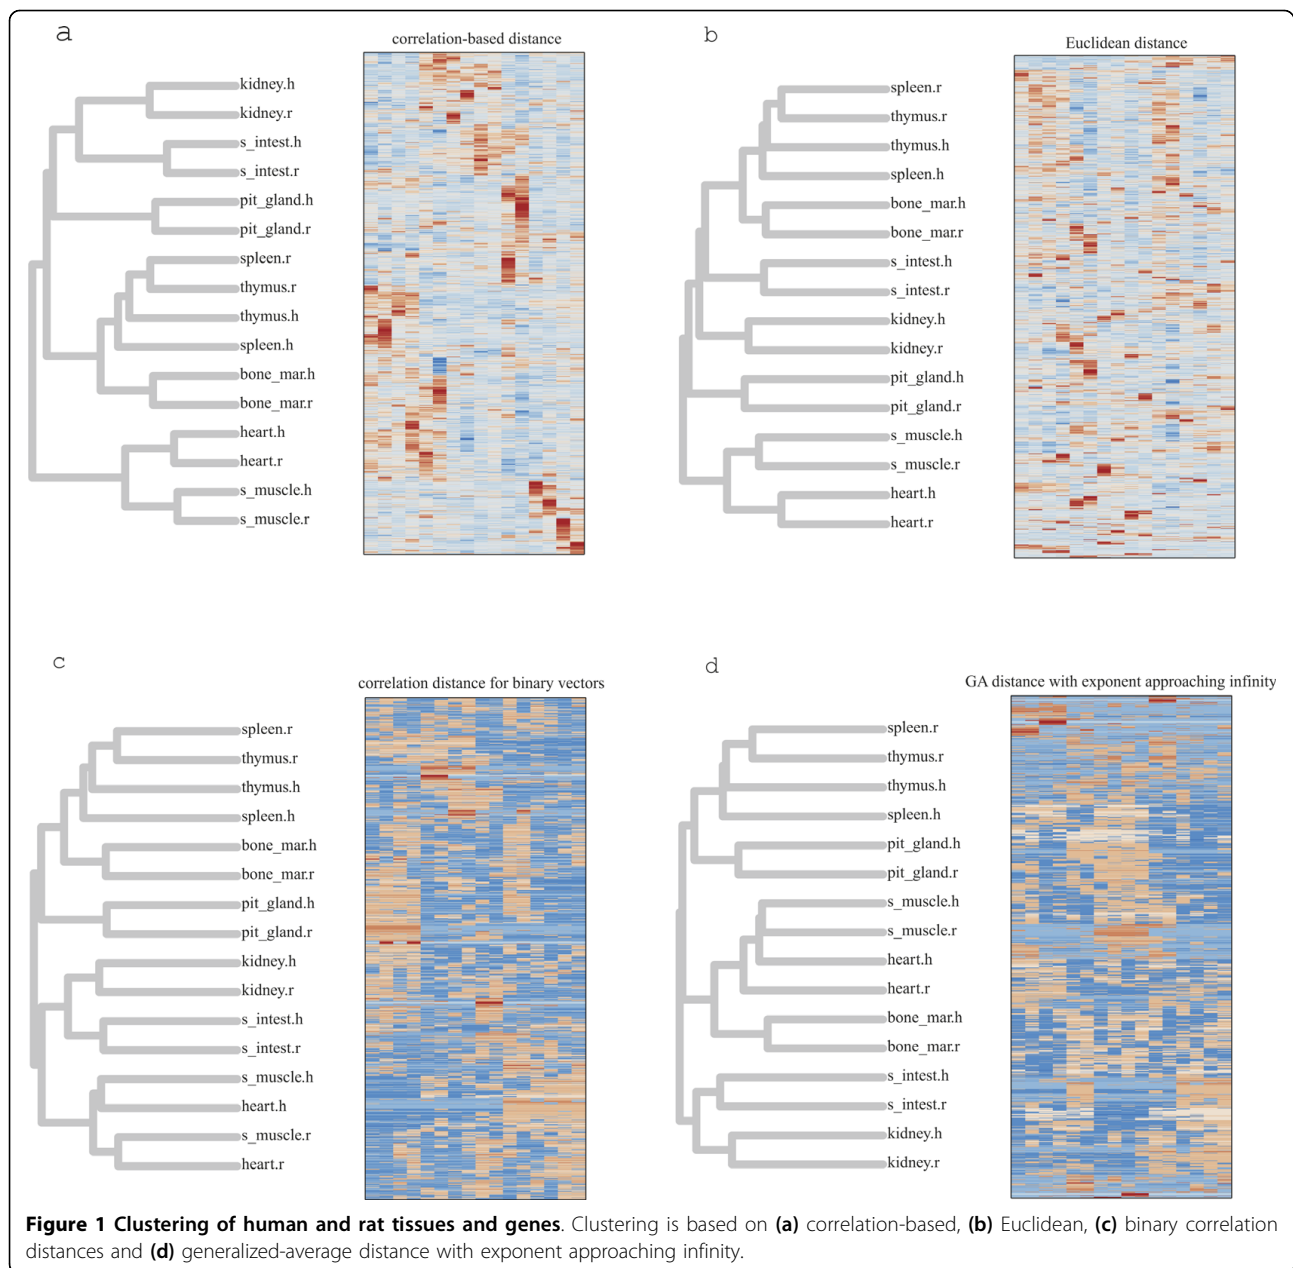 a
correlation-based distance
kidney.h
kidney.r
s_intest.h
s_intest.r
pit_gland.h
pit_gland.r
spleen.r
thymus.r
thymus.h
spleen.h
bone_mar.h
bone_mar.r
heart.h
heart.r
s_muscle.h
s_muscle.r
b
Euclidean distance
spleen.r
thymus.r
thymus.h
spleen.h
bone_mar.h
bone_mar.r
s_intest.h
s_intest.r
kidney.h
kidney.r
pit_gland.h
pit_gland.r
s_muscle.h
s_muscle.r
heart.h
heart.r
c
correlation distance for binary vectors
spleen.r
thymus.r
thymus.h
spleen.h
bone_mar.h
bone_mar.r
pit_gland.h
pit_gland.r
kidney.h
kidney.r
s_intest.h
s_intest.r
s_muscle.h
heart.h
s_muscle.r
heart.r
d
GA distance with exponent approaching infinity
spleen.r
thymus.r
thymus.h
spleen.h
pit_gland.h
pit_gland.r
s_muscle.h
s_muscle.r
heart.h
heart.r
bone_mar.h
bone_mar.r
s_intest.h
s_intest.r
kidney.h
kidney.r
Figure 1 Clustering of human and rat tissues and genes. Clustering is based on (a) correlation-based, (b) Euclidean, (c) binary correlation
distances and (d) generalized-average distance with exponent approaching infinity.